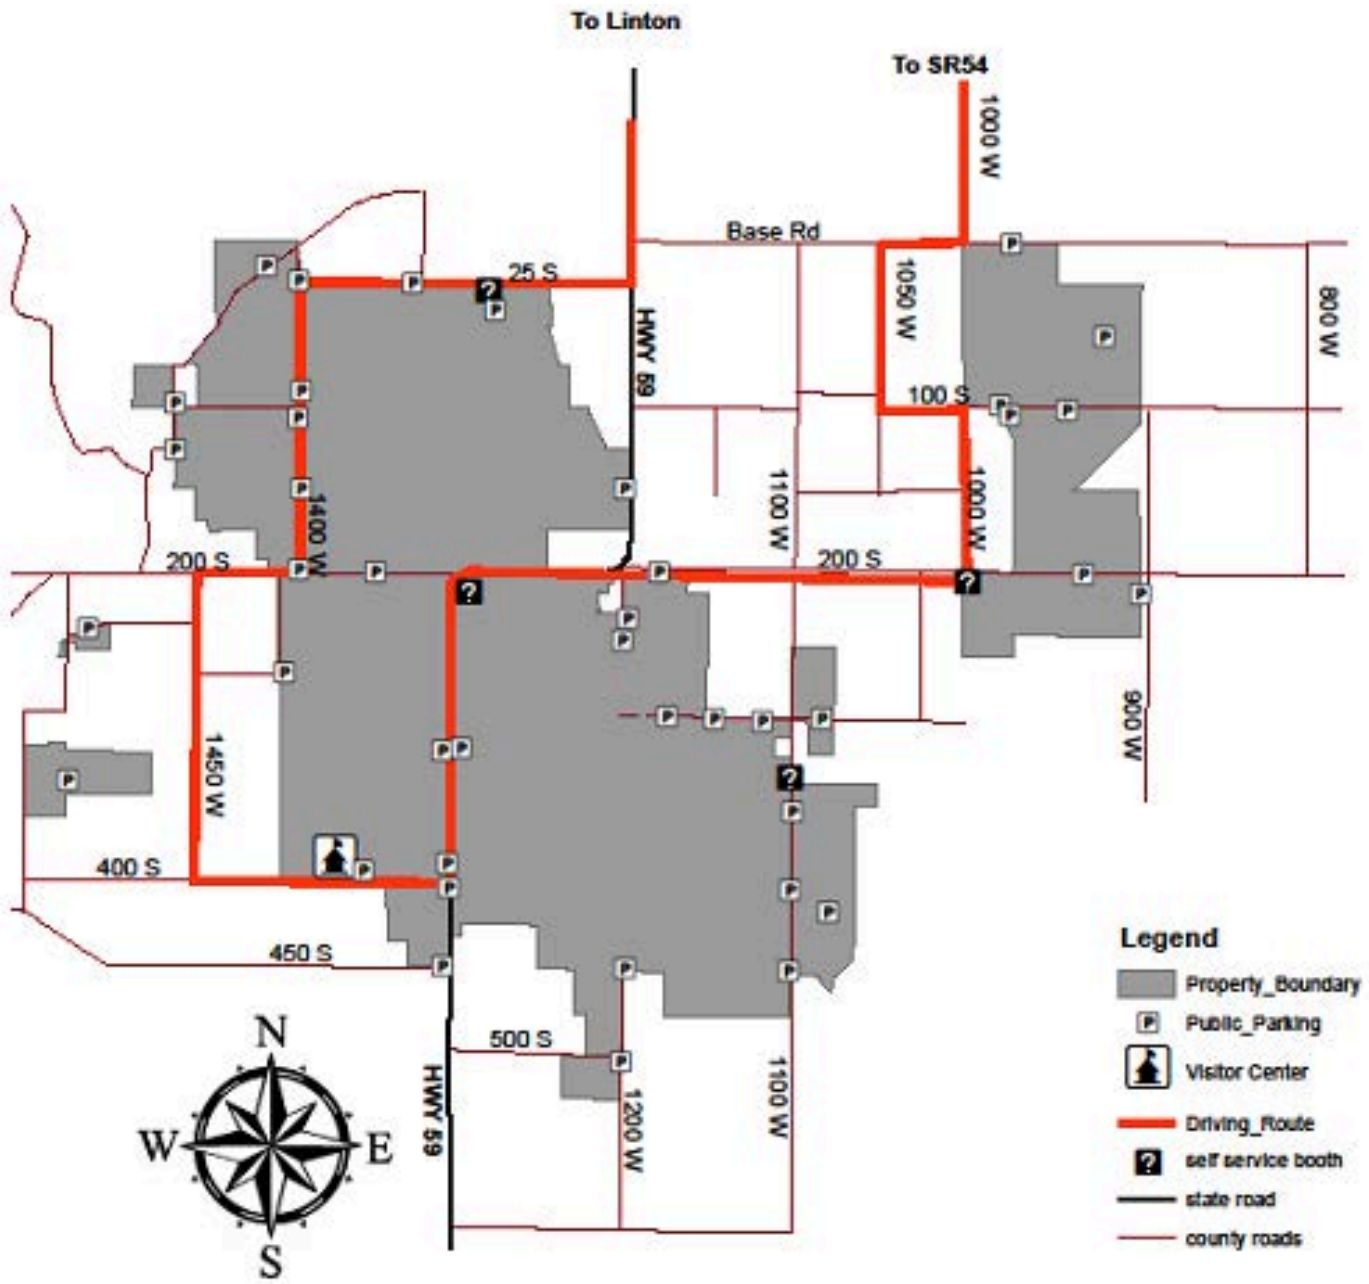 To Linton
To SR54
1000 W
Base Rd
25 S
1050 W
800 W
HWY 59
100 S
1400 W
1100 W
1000 W
200 S
200 S
900 W
1450 W
400 S
450 S
500 S
HWY 59
1200 W
1100 W
N
W
E
S
Legend
Property_Boundary
P Public_Parking
Visitor Center
Driving_Route
? self service booth
state road
county roads